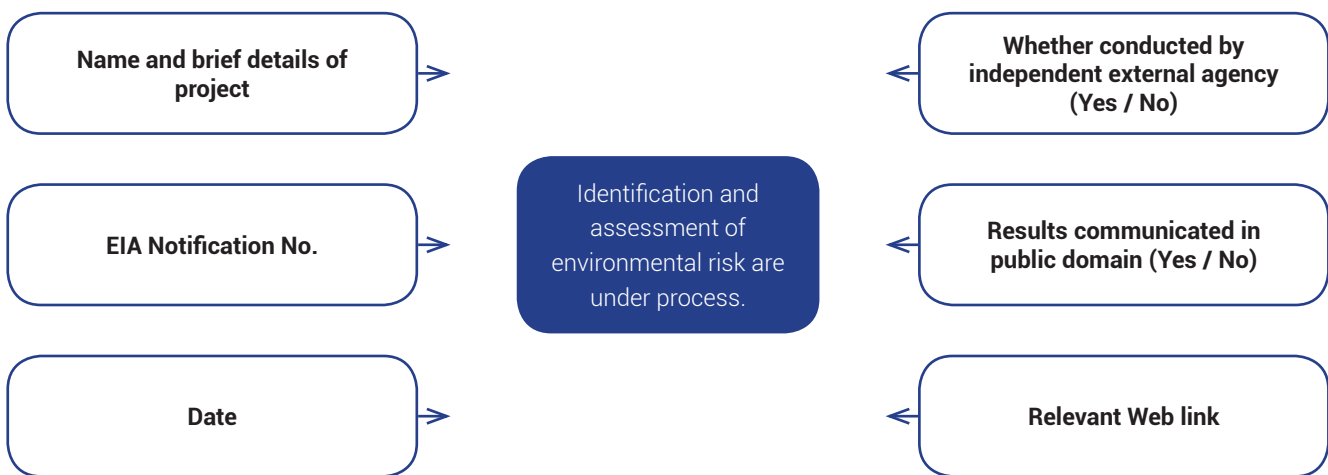 Name and brief details of
project
EIA Notification No.
Date
Identification and
assessment of
environmental risk are
under process.
Whether conducted by
independent external agency
(Yes / No)
Results communicated in
public domain (Yes / No)
Relevant Web link